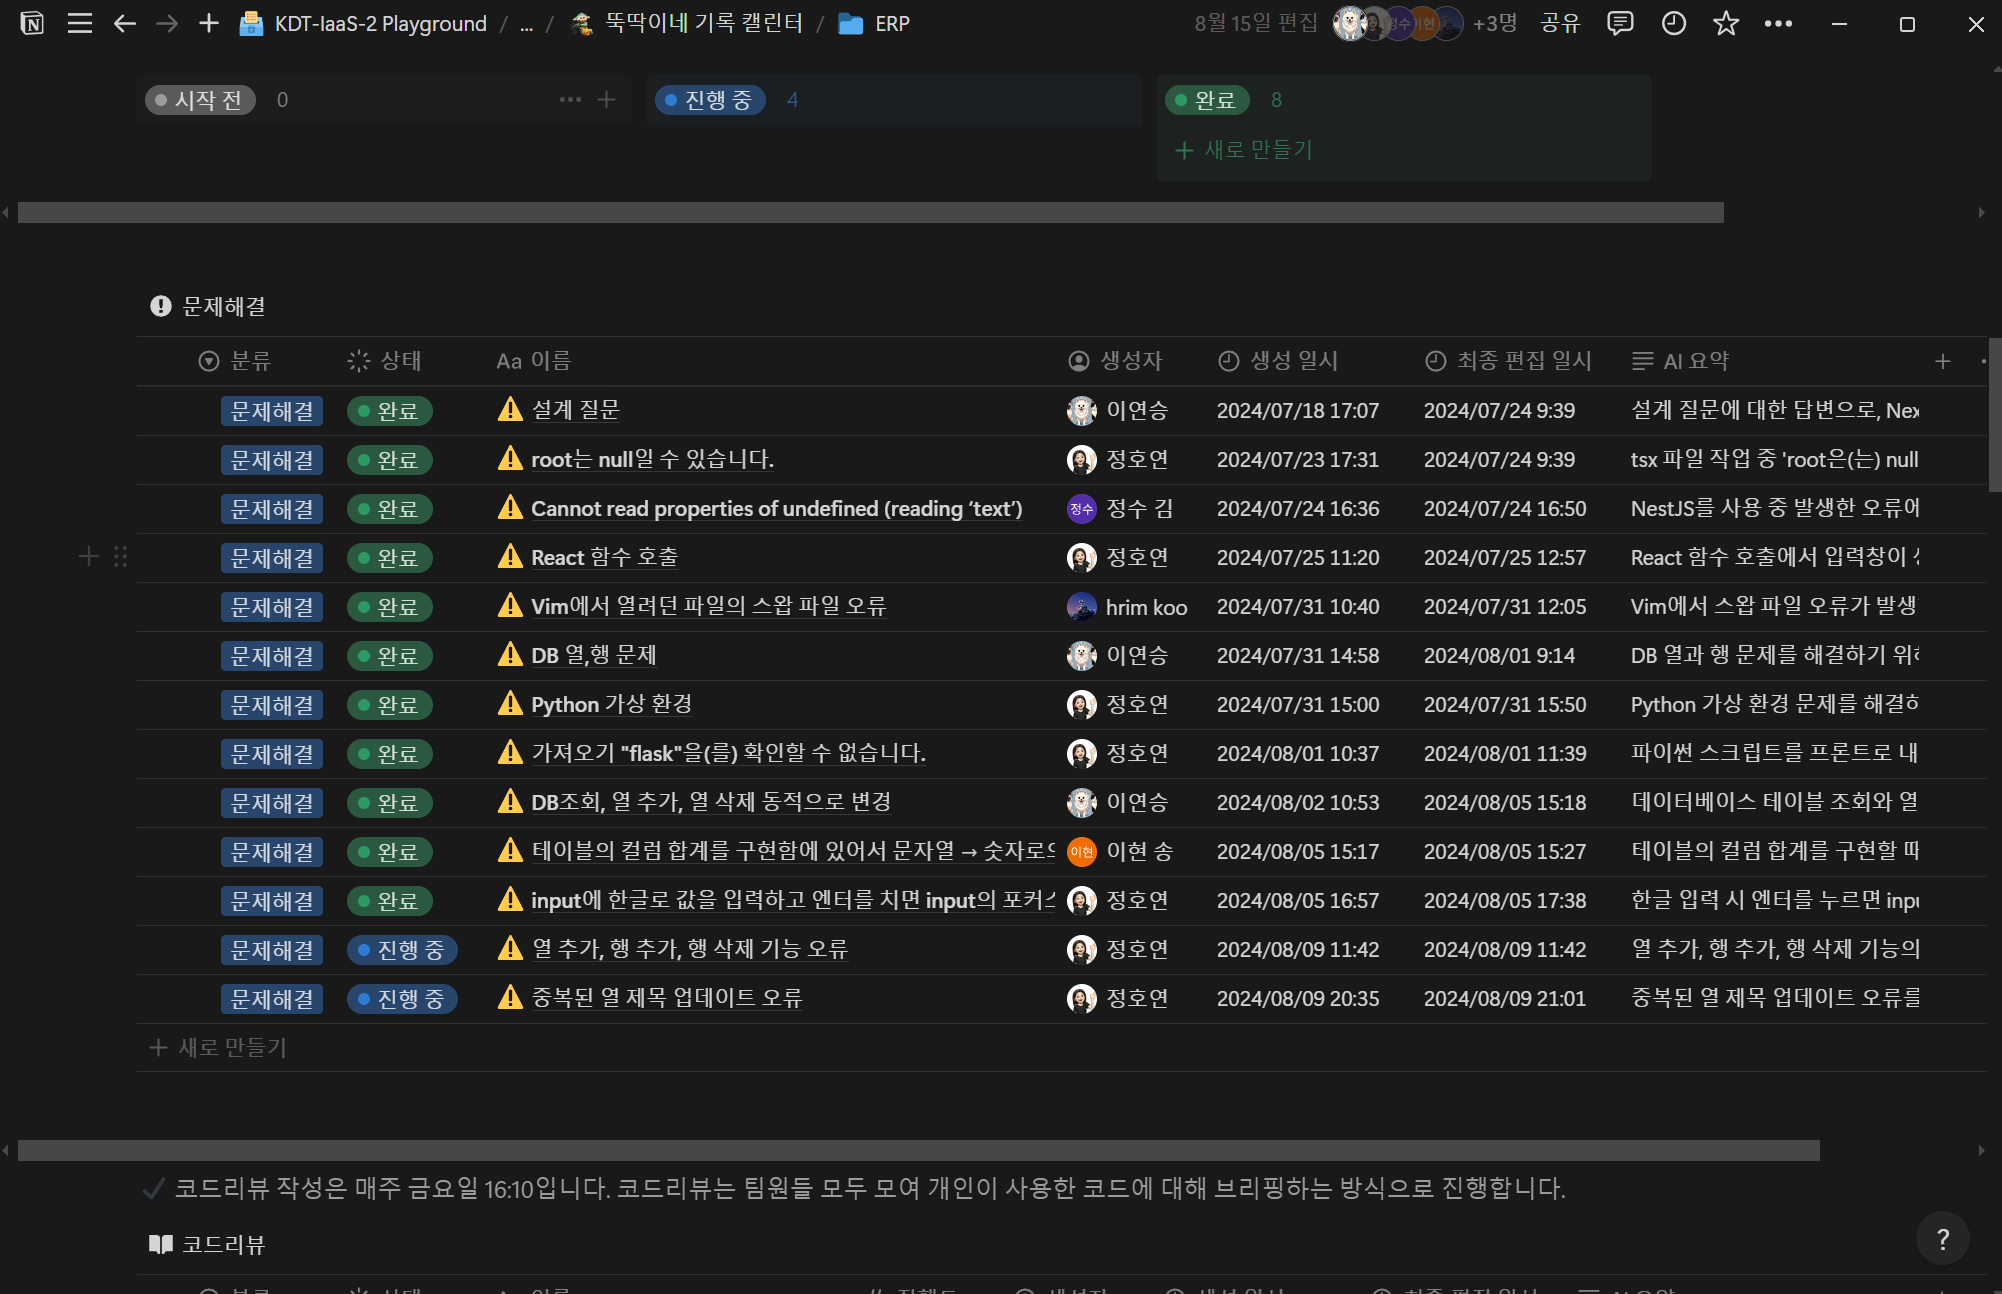 KDT-IaaS-2 Playground / ... / 뚝딱이네 기록 캘린터 / ERP 8월 15일 편집 정수 이현 +3명 공유
시작 전 0 진행 중 4 완료 8
+ 새로 만들기
문제해결
분류 상태 Aa 이름 생성자 생성 일시 최종 편집 일시 AI 요약
문제해결 완료 설계 질문 이연승 2024/07/18 17:07 2024/07/24 9:39 설계 질문에 대한 답변으로, Nex
문제해결 완료 root는 null일 수 있습니다. 정호연 2024/07/23 17:31 2024/07/24 9:39 tsx 파일 작업 중 'root은(는) null
문제해결 완료 Cannot read properties of undefined (reading ‘text’) 정수 정수 김 2024/07/24 16:36 2024/07/24 16:50 NestJS를 사용 중 발생한 오류에
문제해결 완료 React 함수 호출 정호연 2024/07/25 11:20 2024/07/25 12:57 React 함수 호출에서 입력창이
문제해결 완료 Vim에서 열려던 파일의 스왑 파일 오류 hrim koo 2024/07/31 10:40 2024/07/31 12:05 Vim에서 스왑 파일 오류가 발생
문제해결 완료 DB 열,행 문제 이연승 2024/07/31 14:58 2024/08/01 9:14 DB 열과 행 문제를 해결하기 위해
문제해결 완료 Python 가상 환경 정호연 2024/07/31 15:00 2024/07/31 15:50 Python 가상 환경 문제를 해결하
문제해결 완료 가져오기 "flask"을(를) 확인할 수 없습니다. 정호연 2024/08/01 10:37 2024/08/01 11:39 파이썬 스크립트를 프론트로 내
문제해결 완료 DB조회, 열 추가, 열 삭제 동적으로 변경 이연승 2024/08/02 10:53 2024/08/05 15:18 데이터베이스 테이블 조회와 열
문제해결 완료 테이블의 컬럼 합계를 구현함에 있어서 문자열 → 숫자로의 이현 이현 송 2024/08/05 15:17 2024/08/05 15:27 테이블의 컬럼 합계를 구현할 때
문제해결 완료 input에 한글로 값을 입력하고 엔터를 치면 input의 포커스 정호연 2024/08/05 16:57 2024/08/05 17:38 한글 입력 시 엔터를 누르면 inpu
문제해결 진행 중 열 추가, 행 추가, 행 삭제 기능 오류 정호연 2024/08/09 11:42 2024/08/09 11:42 열 추가, 행 추가, 행 삭제 기능의
문제해결 진행 중 중복된 열 제목 업데이트 오류 정호연 2024/08/09 20:35 2024/08/09 21:01 중복된 열 제목 업데이트 오류를
+ 새로 만들기
코드리뷰 작성은 매주 금요일 16:10입니다. 코드리뷰는 팀원들 모두 모여 개인이 사용한 코드에 대해 브리핑하는 방식으로 진행합니다.
코드리뷰
?